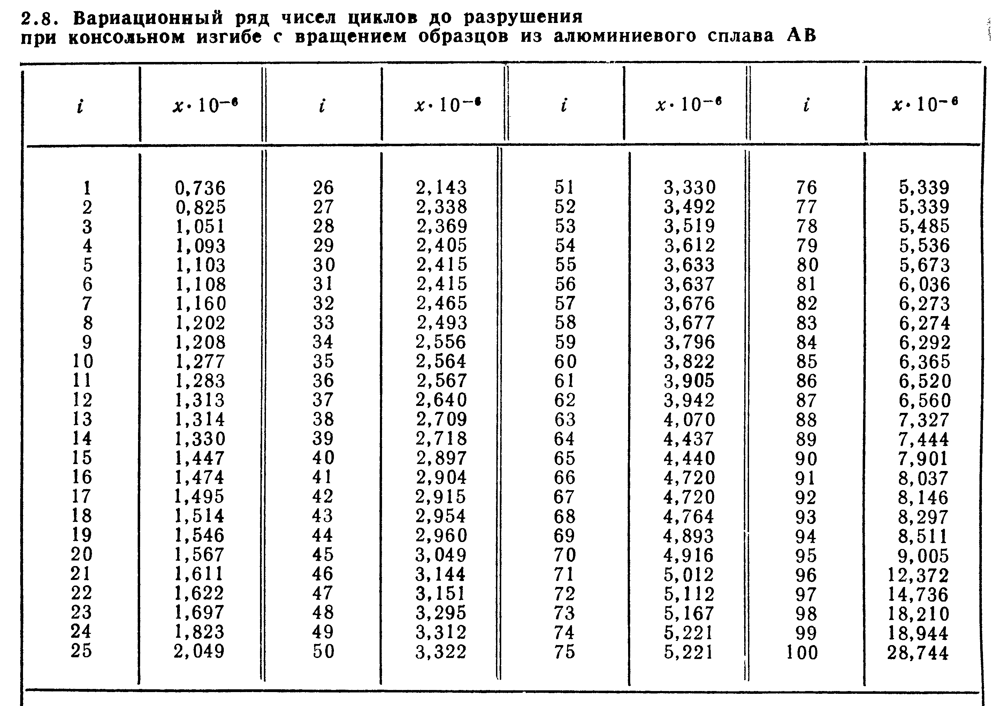 2.8. Вариационный ряд чисел циклов до разрушения
при консольном изгибе с вращением образцов из алюминиевого сплава АВ
i x·10⁻⁶ i x·10⁻⁶ i x·10⁻⁶ i x·10⁻⁶
1 0,736 26 2,143 51 3,330 76 5,339
2 0,825 27 2,338 52 3,492 77 5,339
3 1,051 28 2,369 53 3,519 78 5,485
4 1,093 29 2,405 54 3,612 79 5,536
5 1,103 30 2,415 55 3,633 80 5,673
6 1,108 31 2,415 56 3,637 81 6,036
7 1,160 32 2,465 57 3,676 82 6,273
8 1,202 33 2,493 58 3,677 83 6,274
9 1,208 34 2,556 59 3,796 84 6,292
10 1,277 35 2,564 60 3,822 85 6,365
11 1,283 36 2,567 61 3,905 86 6,520
12 1,313 37 2,640 62 3,942 87 6,560
13 1,314 38 2,709 63 4,070 88 7,327
14 1,330 39 2,718 64 4,437 89 7,444
15 1,447 40 2,897 65 4,440 90 7,901
16 1,474 41 2,904 66 4,720 91 8,037
17 1,495 42 2,915 67 4,720 92 8,146
18 1,514 43 2,954 68 4,764 93 8,297
19 1,546 44 2,960 69 4,893 94 8,511
20 1,567 45 3,049 70 4,916 95 9,005
21 1,611 46 3,144 71 5,012 96 12,372
22 1,622 47 3,151 72 5,112 97 14,736
23 1,697 48 3,295 73 5,167 98 18,210
24 1,823 49 3,312 74 5,221 99 18,944
25 2,049 50 3,322 75 5,221 100 28,744